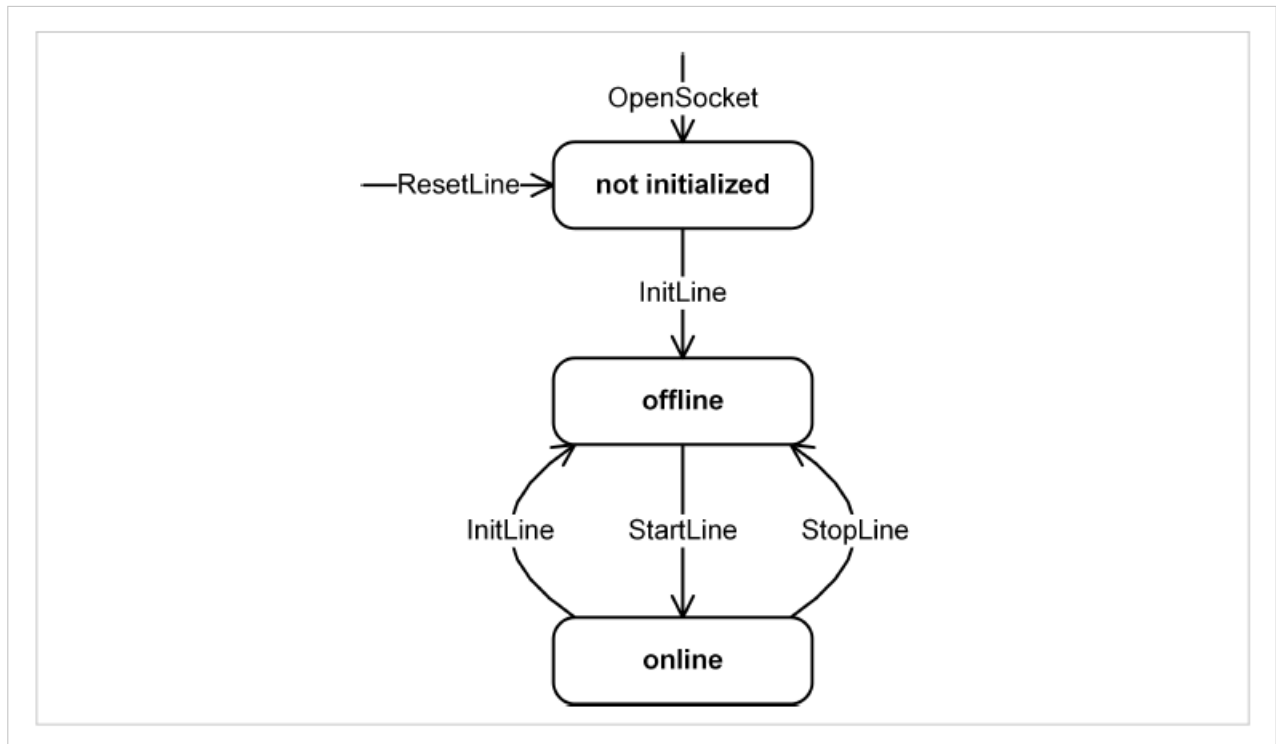 OpenSocket
ResetLine
not initialized
InitLine
offline
InitLine
StartLine
StopLine
online